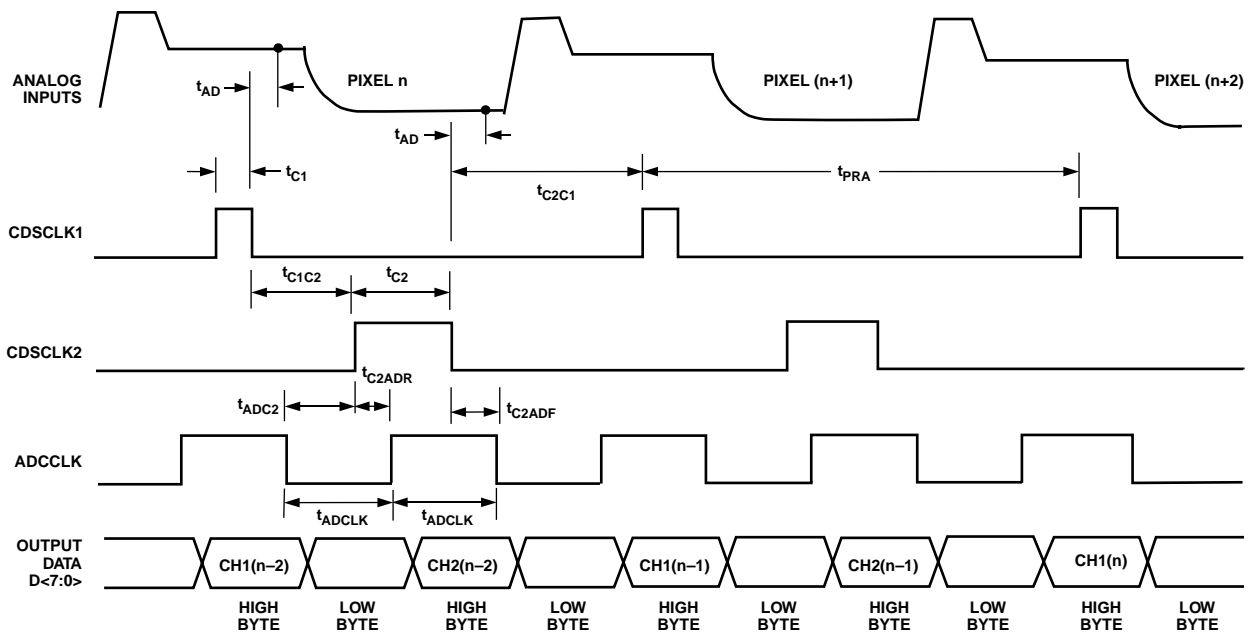 ANALOG
INPUTS
PIXEL n
PIXEL (n+1)
PIXEL (n+2)
tAD
tAD
tC1
tC2C1
tPRA
CDSCLK1
tC1C2
tC2
CDSCLK2
tC2ADR
tADC2
tC2ADF
ADCCLK
tADCLK
tADCLK
OUTPUT
DATA
D<7:0>
CH1(n–2)
CH2(n–2)
CH1(n–1)
CH2(n–1)
CH1(n)
HIGH
BYTE
LOW
BYTE
HIGH
BYTE
LOW
BYTE
HIGH
BYTE
LOW
BYTE
HIGH
BYTE
LOW
BYTE
HIGH
BYTE
LOW
BYTE